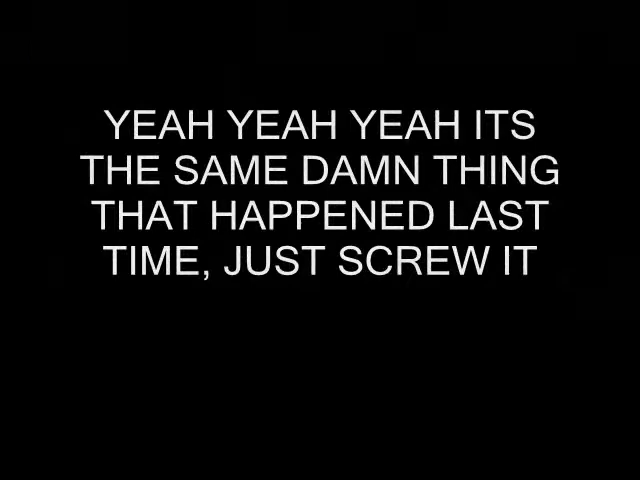 YEAH YEAH YEAH ITS
THE SAME DAMN THING
THAT HAPPENED LAST
TIME, JUST SCREW IT